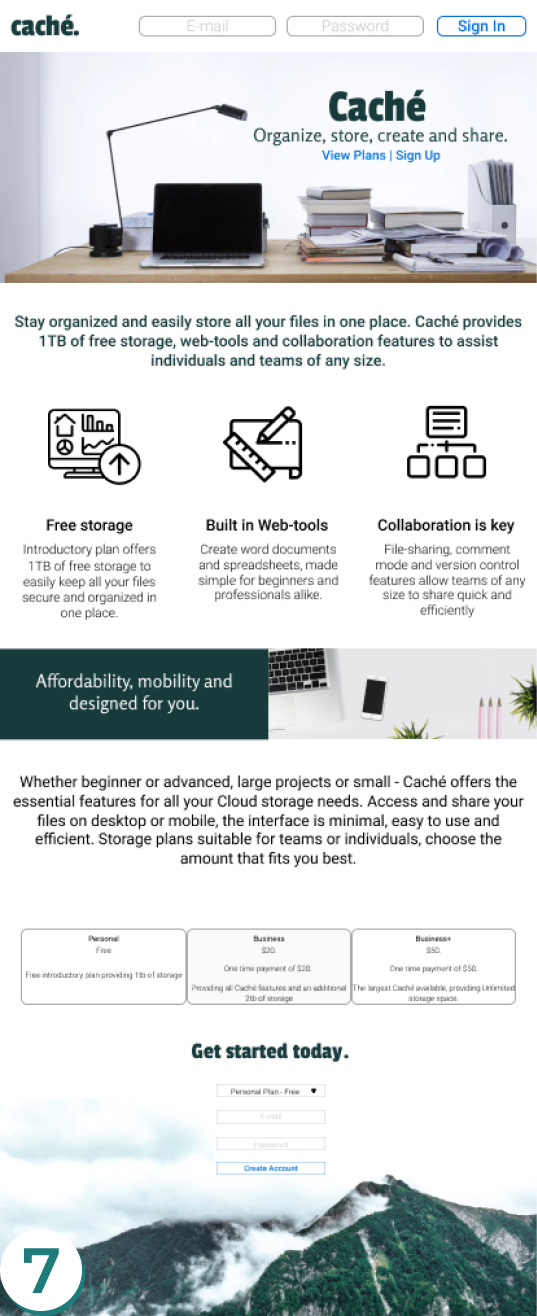 caché.
E-mail
Password
Sign In
Caché
Organize, store, create and share.
View Plans | Sign Up
Stay organized and easily store all your files in one place. Caché provides
1TB of free storage, web-tools and collaboration features to assist
individuals and teams of any size.
Free storage
Introductory plan offers
1TB of free storage to
easily keep all your files
secure and organized in
one place.
Built in Web-tools
Create word documents
and spreadsheets, made
simple for beginners and
professionals alike.
Collaboration is key
File-sharing, comment
mode and version control
features allow teams of any
size to share quick and
efficiently
Affordability, mobility and
designed for you.
Whether beginner or advanced, large projects or small - Caché offers the
essential features for all your Cloud storage needs. Access and share your
files on desktop or mobile, the interface is minimal, easy to use and
efficient. Storage plans suitable for teams or individuals, choose the
amount that fits you best.
Personal
Free
Free introductory plan providing 1tb of storage
Business
$20.
One time payment of $20.
Providing all Caché features and an additional
2tb of storage
Business+
$50.
One time payment of $50.
The largest Caché available, providing Unlimited
storage space.
Get started today.
Personal Plan - Free
E-mail
Password
Create Account
7